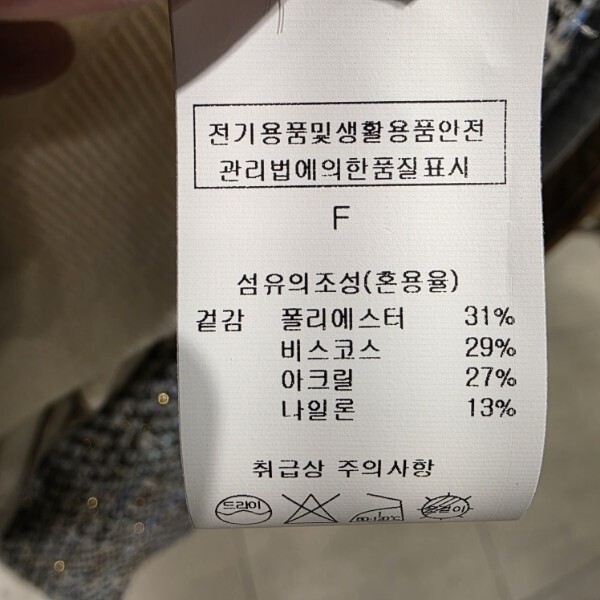 전기용품및생활용품안전
관리법에의한품질표시
F
섬유의조성(혼용율)
겉감 폴리에스터 31%
비스코스 29%
아크릴 27%
나일론 13%
취급상 주의사항
드라이